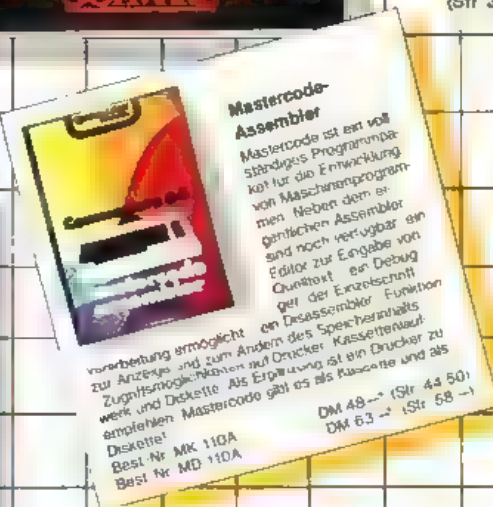 (Str
Mastercode-
Assembler
Mastercode ist ein voll
ständiges Programmpa-
ket für die Entwicklung
von Maschinenprogram-
men Neben dem ei-
gentlichen Assembler
sind noch verfügbar ein
Editor zur Eingabe von
Quelltext ein Debug
ger der Einzelschritt
verarbeitung ermöglicht ein Disassembler Funktion
zur Anzeige und zum Ändern des Speicherinhalts
Zugriffsmöglichkeiten auf Drucker Kassettenlauf
werk und Diskette Als Ergänzung ist ein Drucker zu
empfehlen Mastercode gibt es als Kassette und als
Diskette!
Best Nr MK 110A DM 48 –* (Str 44 50)
Best Nr MD 110A DM 63 –* (Str 58 –)